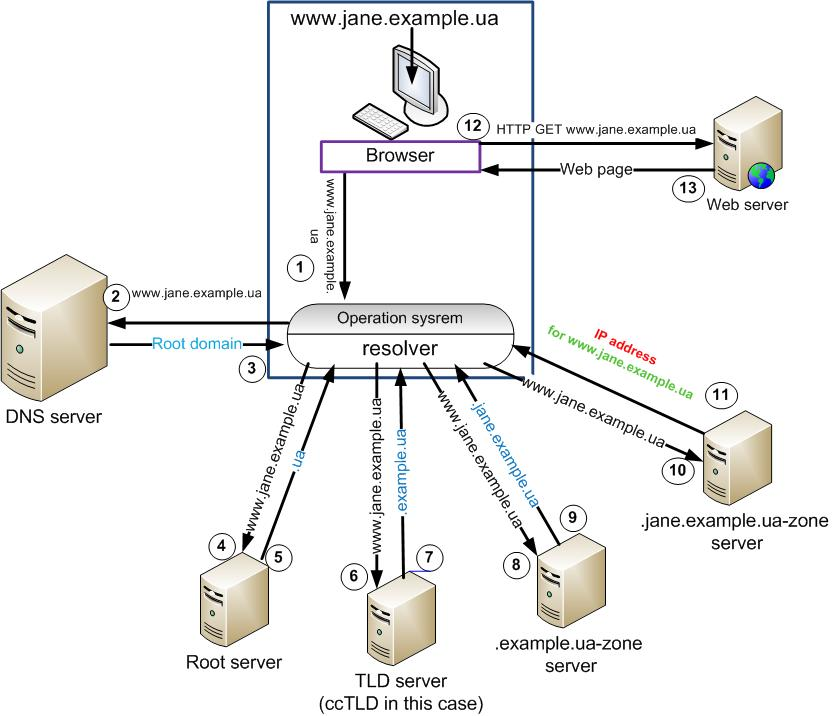 www.jane.example.ua
12
HTTP GET www.jane.example.ua
Browser
Web page
13
Web server
www.jane.example.
ua
1
2
www.jane.example.ua
Operation sysrem
resolver
Root domain
3
DNS server
IP address
for www.jane.example.ua
11
www.jane.example.ua
10
.jane.example.ua-zone
server
www.jane.example.ua
.ua
4
5
Root server
www.jane.example.ua
.example.ua
6
7
TLD server
(ccTLD in this case)
www.jane.example.ua
.jane.example.ua
8
9
.example.ua-zone
server